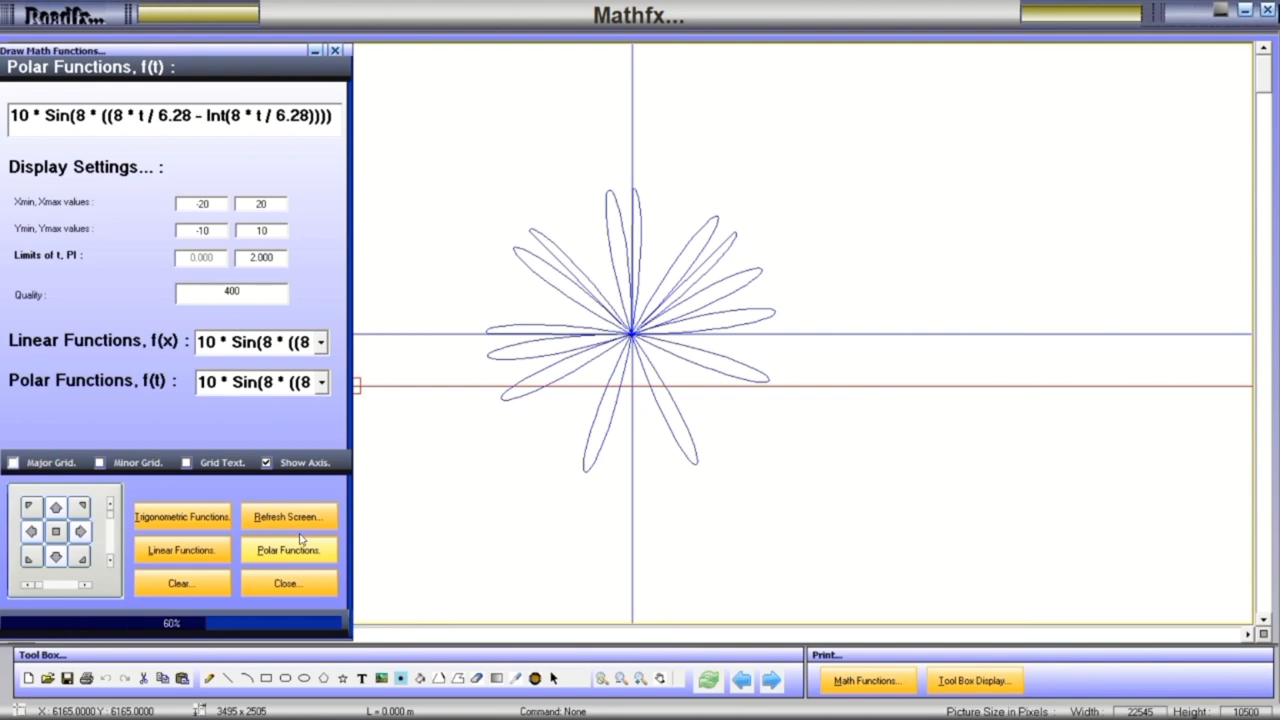 Roadfx...
Mathfx...
Draw Math Functions...
Polar Functions, f(t) :
10 * Sin(8 * ((8 * t / 6.28 - Int(8 * t / 6.28))))
Display Settings... :
Xmin, Xmax values : -20 20
Ymin, Ymax values : -10 10
Limits of t, PI : 0.000 2.000
Quality : 400
Linear Functions, f(x) : 10 * Sin(8 * ((8
Polar Functions, f(t) : 10 * Sin(8 * ((8
Major Grid. Minor Grid. Grid Text. Show Axis.
Trigonometric Functions. Refresh Screen...
Linear Functions. Polar Functions.
Clear... Close...
60%
Tool Box... Print...
T
Math Functions... Tool Box Display...
X : 6165.0000 Y : 6165.0000 3495 x 2505 L = 0.000 m Command: None Picture Size in Pixels : Width : 22545 Height : 10500